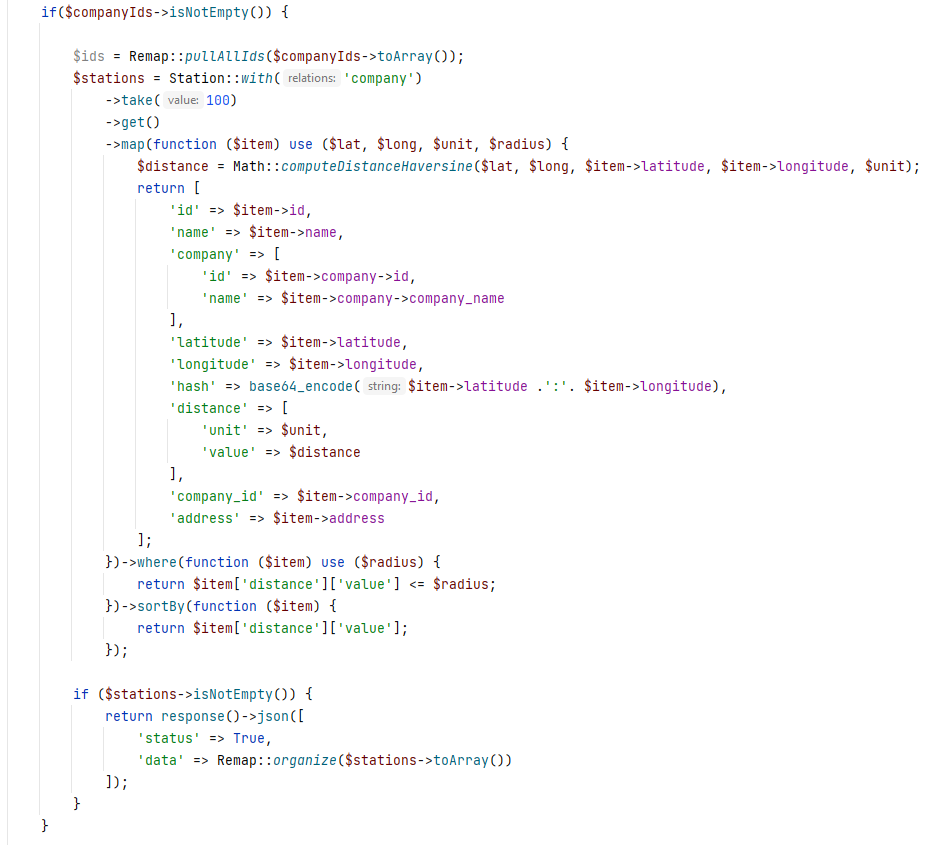 if($companyIds->isNotEmpty()) {
$ids = Remap::pullAllIds($companyIds->toArray());
$stations = Station::with( relations: 'company')
->take( value: 100)
->get()
->map(function ($item) use ($lat, $long, $unit, $radius) {
$distance = Math::computeDistanceHaversine($lat, $long, $item->latitude, $item->longitude, $unit);
return [
'id' => $item->id,
'name' => $item->name,
'company' => [
'id' => $item->company->id,
'name' => $item->company->company_name
],
'latitude' => $item->latitude,
'longitude' => $item->longitude,
'hash' => base64_encode( string: $item->latitude .':'. $item->longitude),
'distance' => [
'unit' => $unit,
'value' => $distance
],
'company_id' => $item->company_id,
'address' => $item->address
];
})->where(function ($item) use ($radius) {
return $item['distance']['value'] <= $radius;
})->sortBy(function ($item) {
return $item['distance']['value'];
});
if ($stations->isNotEmpty()) {
return response()->json([
'status' => True,
'data' => Remap::organize($stations->toArray())
]);
}
}